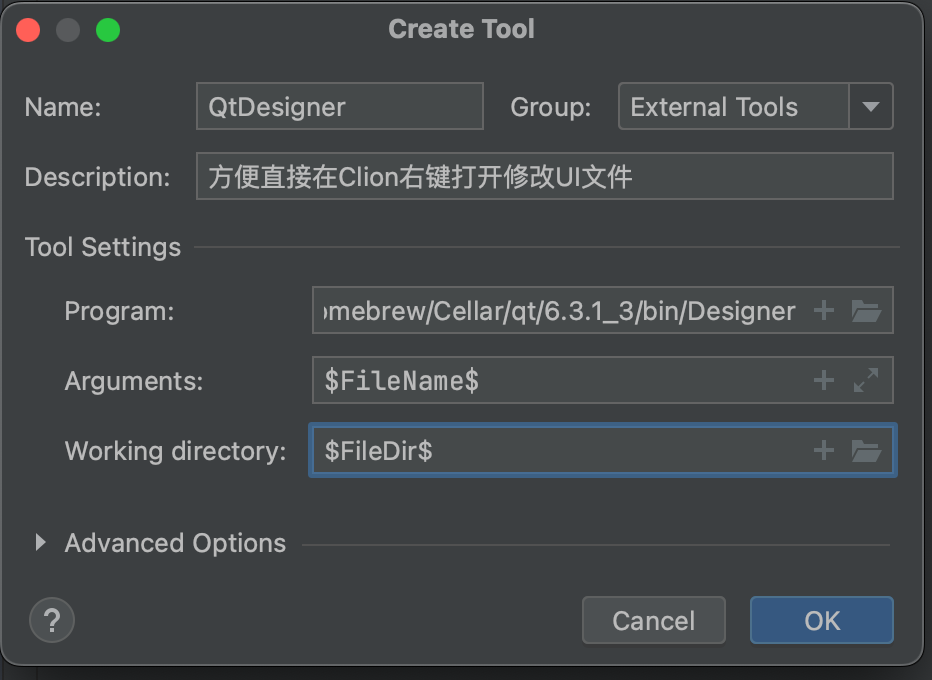 Create Tool
Name: QtDesigner Group: External Tools
Description: 方便直接在Clion右键打开修改UI文件
Tool Settings
Program: omebrew/Cellar/qt/6.3.1_3/bin/Designer
Arguments: $FileName$
Working directory: $FileDir$
Advanced Options
? Cancel OK